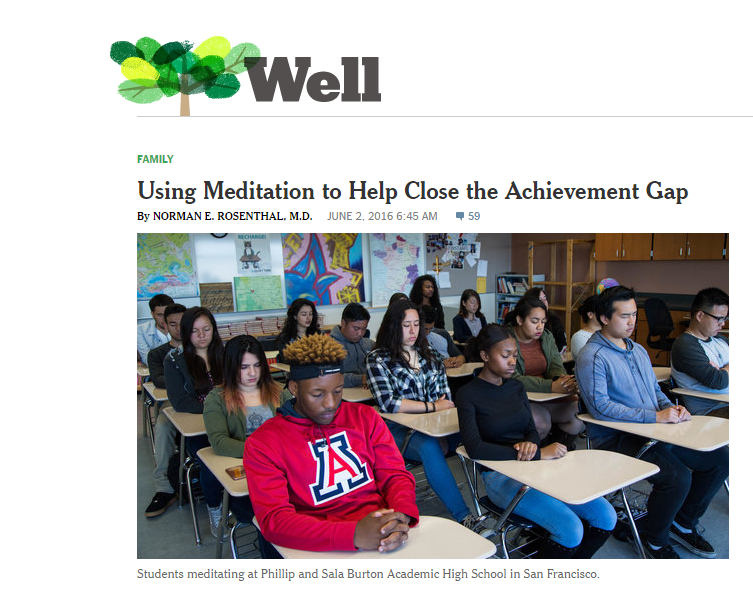 Well
FAMILY
Using Meditation to Help Close the Achievement Gap
By NORMAN E. ROSENTHAL, M.D. JUNE 2, 2016 6:45 AM 59
RECHARGE!
A
Students meditating at Phillip and Sala Burton Academic High School in San Francisco.